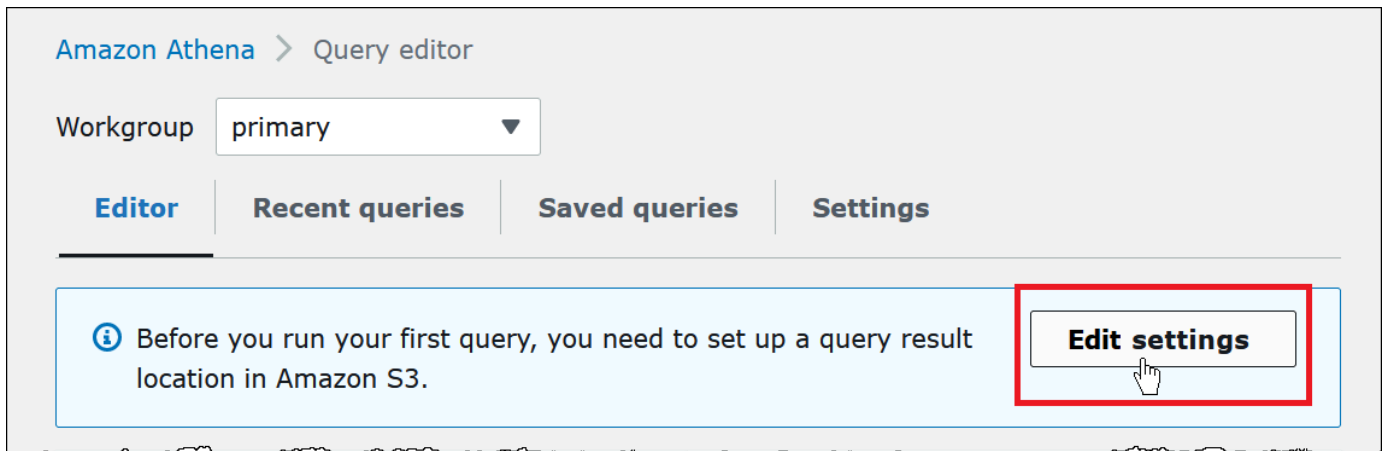 Amazon Athena > Query editor
Workgroup primary
Editor Recent queries Saved queries Settings
Before you run your first query, you need to set up a query result
location in Amazon S3.
Edit settings